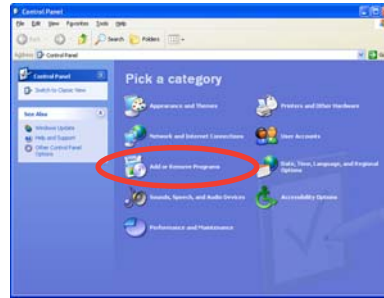 Control Panel
File Edit View Favorites Tools Help
Back Search Folders
Address Control Panel Go
Control Panel
Switch to Classic View
See Also
Windows Update
Help and Support
Other Control Panel
Options
Pick a category
Appearance and Themes
Printers and Other Hardware
Network and Internet Connections
User Accounts
Add or Remove Programs
Date, Time, Language, and Regional
Options
Sounds, Speech, and Audio Devices
Accessibility Options
Performance and Maintenance